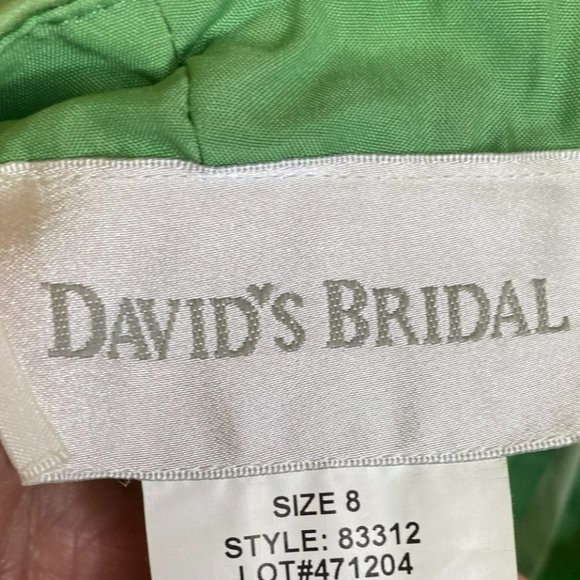 DAVID'S BRIDAL
SIZE 8
STYLE: 83312
LOT#471204